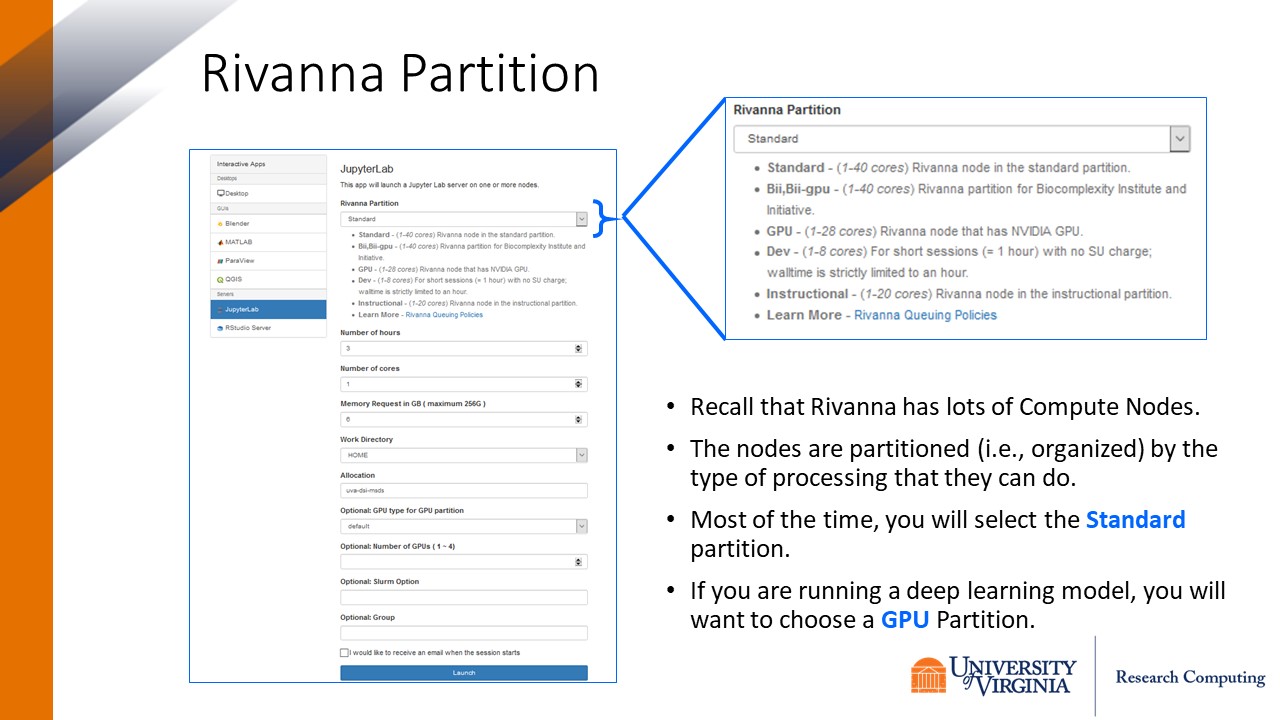 Rivanna Partition
Interactive Apps
Desktops
Desktop
GUIs
Blender
MATLAB
ParaView
QGIS
Servers
JupyterLab
RStudio Server
JupyterLab
This app will launch a Jupyter Lab server on one or more nodes.
Rivanna Partition
Standard
• Standard - (1-40 cores) Rivanna node in the standard partition.
• Bii,Bii-gpu - (1-40 cores) Rivanna partition for Biocomplexity Institute and
Initiative.
• GPU - (1-28 cores) Rivanna node that has NVIDIA GPU.
• Dev - (1-8 cores) For short sessions (= 1 hour) with no SU charge;
walltime is strictly limited to an hour.
• Instructional - (1-20 cores) Rivanna node in the instructional partition.
• Learn More - Rivanna Queuing Policies
Number of hours
3
Number of cores
1
Memory Request in GB ( maximum 256G )
6
Work Directory
HOME
Allocation
uva-dsi-msds
Optional: GPU type for GPU partition
default
Optional: Number of GPUs ( 1 - 4)
Optional: Slurm Option
Optional: Group
I would like to receive an email when the session starts
Launch
Rivanna Partition
Standard
• Standard - (1-40 cores) Rivanna node in the standard partition.
• Bii,Bii-gpu - (1-40 cores) Rivanna partition for Biocomplexity Institute and
Initiative.
• GPU - (1-28 cores) Rivanna node that has NVIDIA GPU.
• Dev - (1-8 cores) For short sessions (= 1 hour) with no SU charge;
walltime is strictly limited to an hour.
• Instructional - (1-20 cores) Rivanna node in the instructional partition.
• Learn More - Rivanna Queuing Policies
• Recall that Rivanna has lots of Compute Nodes.
• The nodes are partitioned (i.e., organized) by the
type of processing that they can do.
• Most of the time, you will select the Standard
partition.
• If you are running a deep learning model, you will
want to choose a GPU Partition.
UNIVERSITY
of VIRGINIA
Research Computing